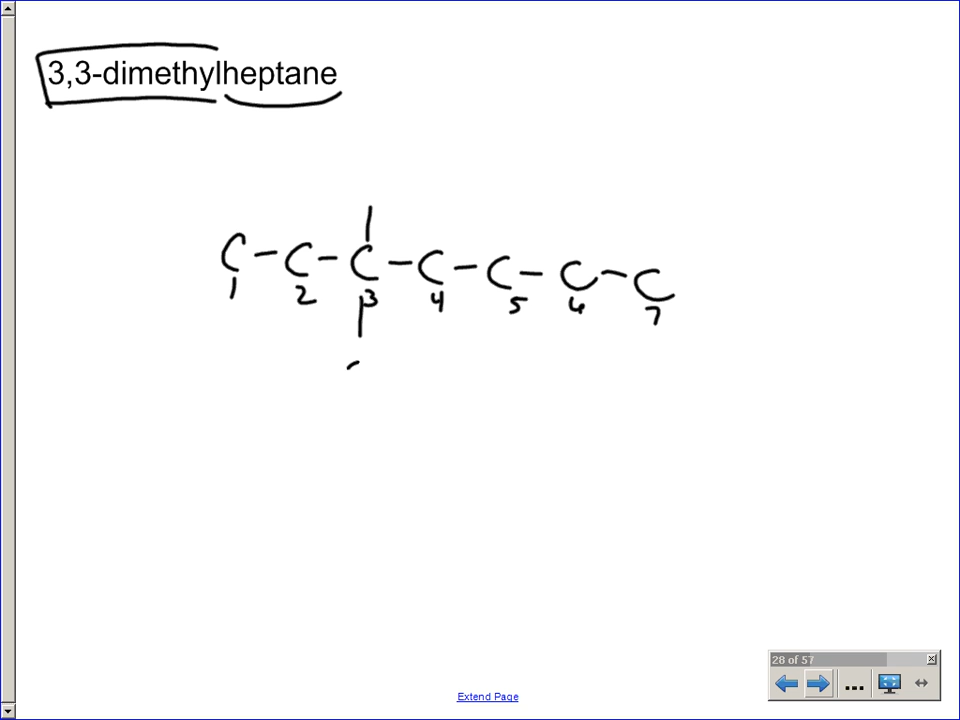 3,3-dimethylheptane
C - C - C - C - C - C - C
1 2 3 4 5 6 7
28 of 57
...
Extend Page